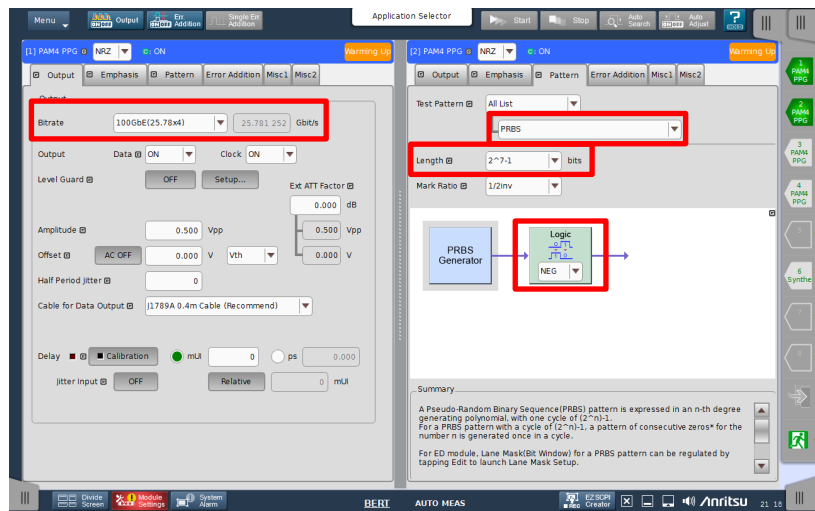 Menu
Output
Err. Addition
Single Err Addition
Application Selector
Start
Stop
Auto Search
Auto Adjust
?
[1] PAM4 PPG NRZ C: ON Warming Up
Output Emphasis Pattern Error Addition Misc1 Misc2
Output
Bitrate 100GbE(25.78x4) 25.781 252 Gbit/s
Output Data ON Clock ON
Level Guard OFF Setup... Ext ATT Factor
0.000 dB
Amplitude 0.500 Vpp 0.500 Vpp
Offset AC OFF 0.000 V Vth 0.000 V
Half Period Jitter 0
Cable for Data Output J1789A 0.4m Cable (Recommend)
Delay Calibration mUI 0 ps 0.000
Jitter Input OFF Relative 0 mUI
[2] PAM4 PPG NRZ C: ON Warming Up
Output Emphasis Pattern Error Addition Misc1 Misc2
Test Pattern All List
PRBS
Length 2^7-1 bits
Mark Ratio 1/2inv
PRBS Generator
Logic
NEG
Summary
A Pseudo-Random Binary Sequence(PRBS) pattern is expressed in an n-th degree
generating polynomial, with one cycle of (2^n)-1.
For a PRBS pattern with a cycle of (2^n)-1, a pattern of consecutive zeros* for the
number n is generated once in a cycle.
For ED module, Lane Mask(Bit Window) for a PRBS pattern can be regulated by
tapping Edit to launch Lane Mask Setup.
1 PAM4 PPG
2 PAM4 PPG
3 PAM4 PPG
4 PAM4 PPG
5
6 Synthe
7
8
Divide Screen
Module Settings
System Alarm
BERT
AUTO MEAS
REC
EZ SCPI Creator
Anritsu
21 18